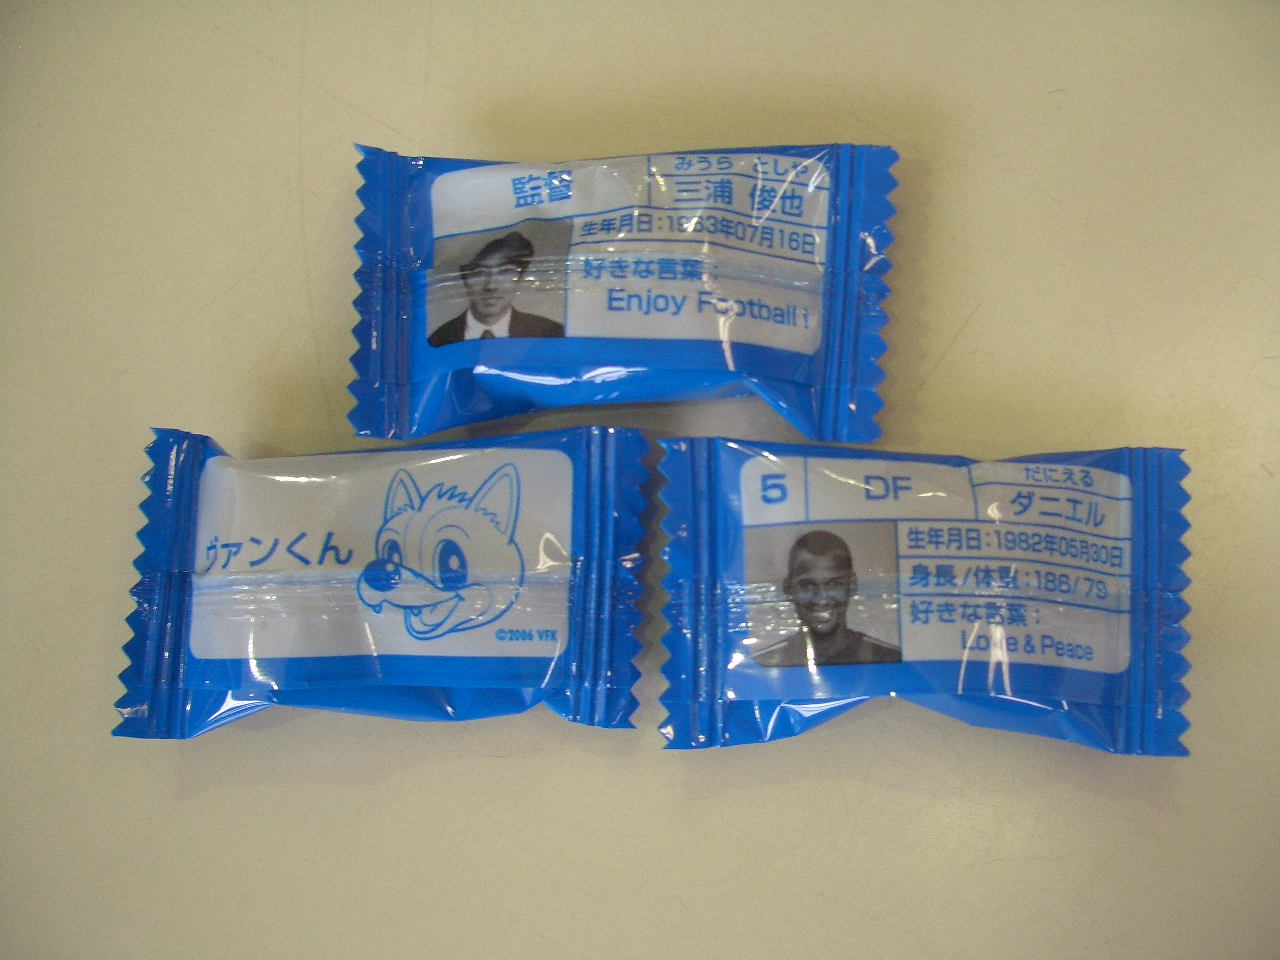 監督
みうら としや
三浦 俊也
生年月日:1963年07月16日
好きな言葉:
Enjoy Football!
ヴァンくん
©2006 VFK
5
DF
だにえる
ダニエル
生年月日:1982年05月30日
身長/体重:186/79
好きな言葉:
Love & Peace